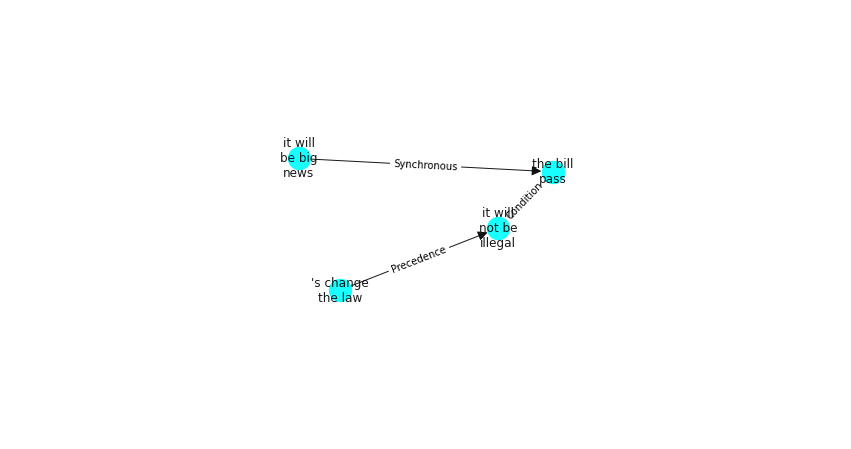 it will
be big
news
Synchronous
the bill
pass
Condition
it will
not be
illegal
Precedence
's change
the law